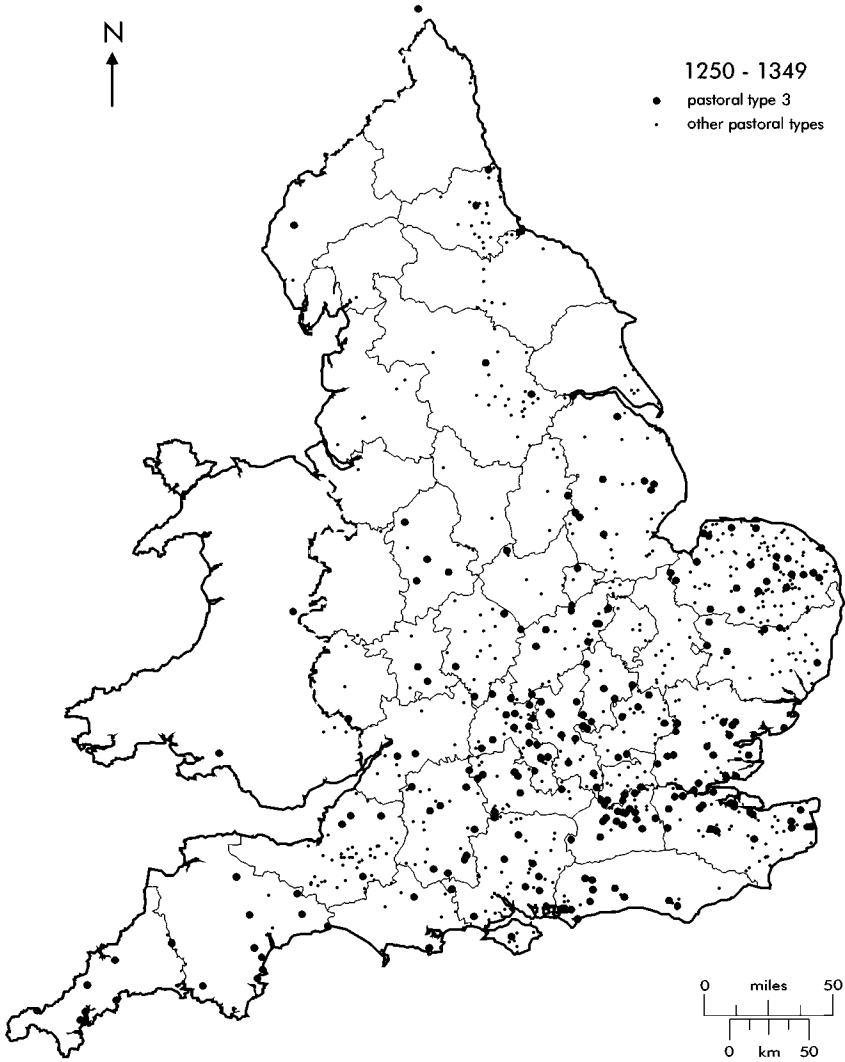 N
1250 - 1349
pastoral type 3
other pastoral types
0 miles 50
0 km 50